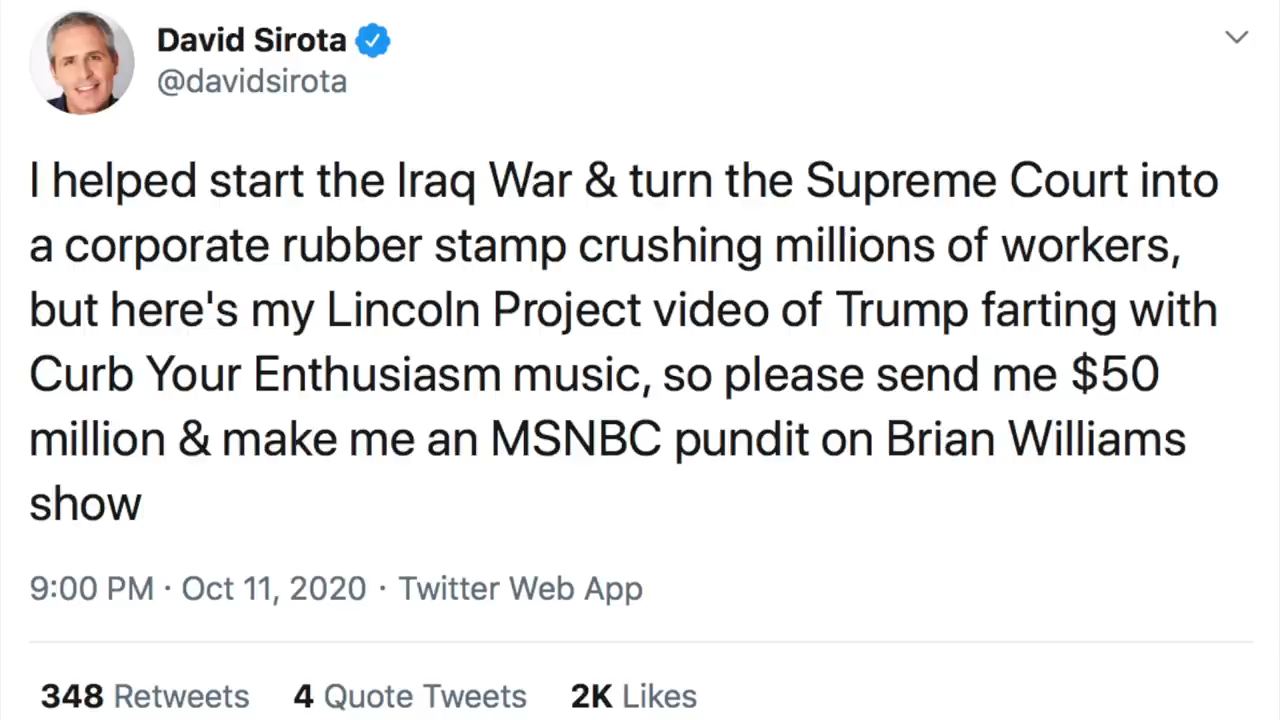 David Sirota
@davidsirota
I helped start the Iraq War & turn the Supreme Court into
a corporate rubber stamp crushing millions of workers,
but here's my Lincoln Project video of Trump farting with
Curb Your Enthusiasm music, so please send me $50
million & make me an MSNBC pundit on Brian Williams
show
9:00 PM · Oct 11, 2020 · Twitter Web App
348 Retweets 4 Quote Tweets 2K Likes